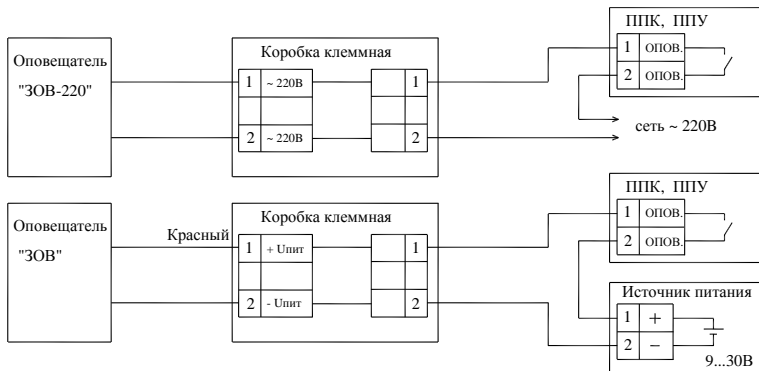 Оповещатель
"ЗОВ-220"
Коробка клеммная
1 ~ 220В 1
2 ~ 220В 2
ППК, ППУ
1 ОПОВ.
2 ОПОВ.
сеть ~ 220В
Оповещатель
"ЗОВ"
Красный
Коробка клеммная
1 + Uпит 1
2 - Uпит 2
ППК, ППУ
1 ОПОВ.
2 ОПОВ.
Источник питания
1 +
2 −
9...30В